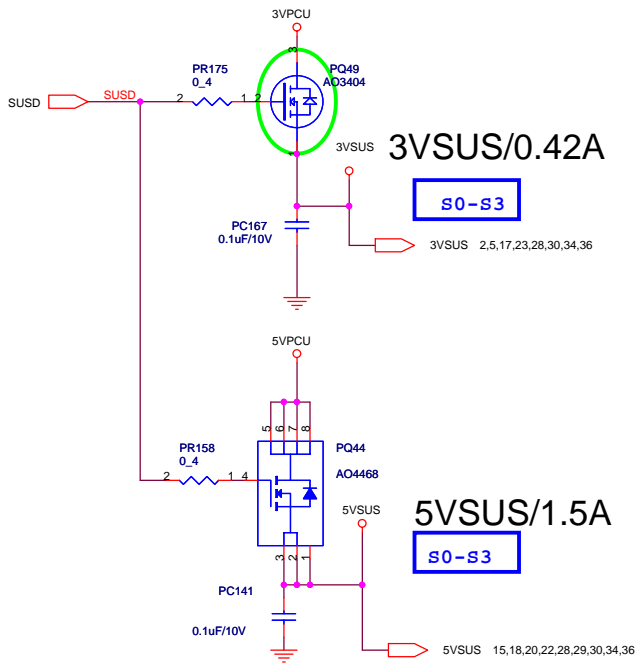 3VPCU
3
PR175
0_4
PQ49
AO3404
SUSD
SUSD
2
1
2
1
3VSUS
3VSUS/0.42A
S0-S3
PC167
0.1uF/10V
3VSUS 2,5,17,23,28,30,34,36
5VPCU
5
6
7
8
PR158
0_4
PQ44
AO4468
2
1
4
5VSUS
5VSUS/1.5A
S0-S3
3
2
1
PC141
0.1uF/10V
5VSUS 15,18,20,22,28,29,30,34,36